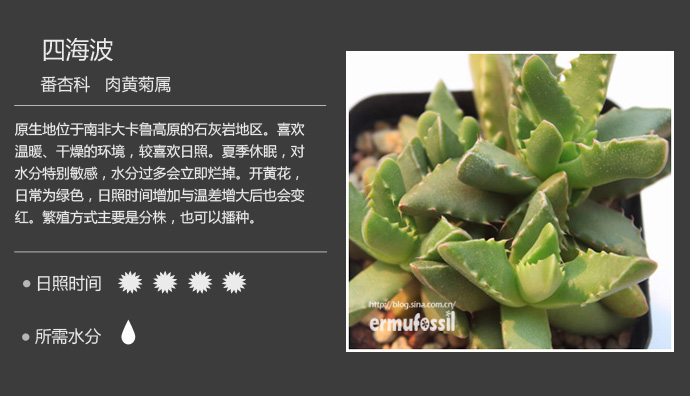 四海波
番杏科 肉黄菊属
原生地位于南非大卡鲁高原的石灰岩地区。喜欢
温暖、干燥的环境，较喜欢日照。夏季休眠，对
水分特别敏感，水分过多会立即烂掉。开黄花，
日常为绿色，日照时间增加与温差增大后也会变
红。繁殖方式主要是分株，也可以播种。
日照时间
所需水分
http://blog.sina.com.cn/
ermufossil